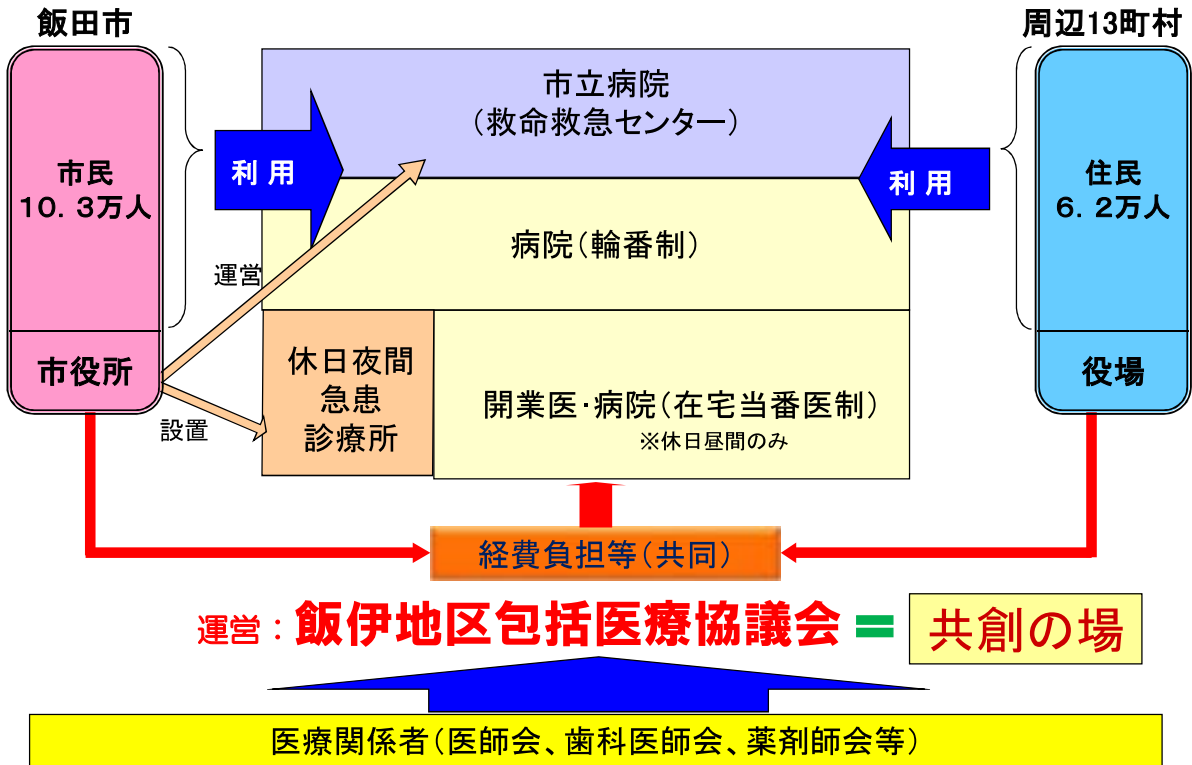 飯田市
周辺13町村
市民
10.3万人
市役所
利用
運営
設置
市立病院
(救命救急センター)
病院(輪番制)
休日夜間
急患
診療所
開業医・病院(在宅当番医制)
※休日昼間のみ
利用
住民
6.2万人
役場
経費負担等(共同)
運営:飯伊地区包括医療協議会=共創の場
医療関係者(医師会、歯科医師会、薬剤師会等)